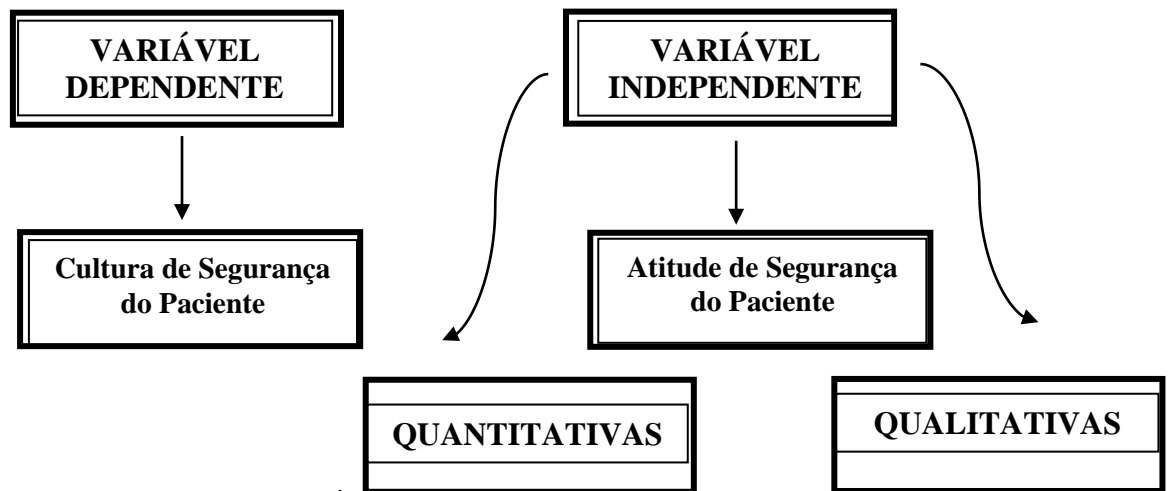 VARIÁVEL
DEPENDENTE
VARIÁVEL
INDEPENDENTE
Cultura de Segurança
do Paciente
Atitude de Segurança
do Paciente
QUANTITATIVAS
QUALITATIVAS